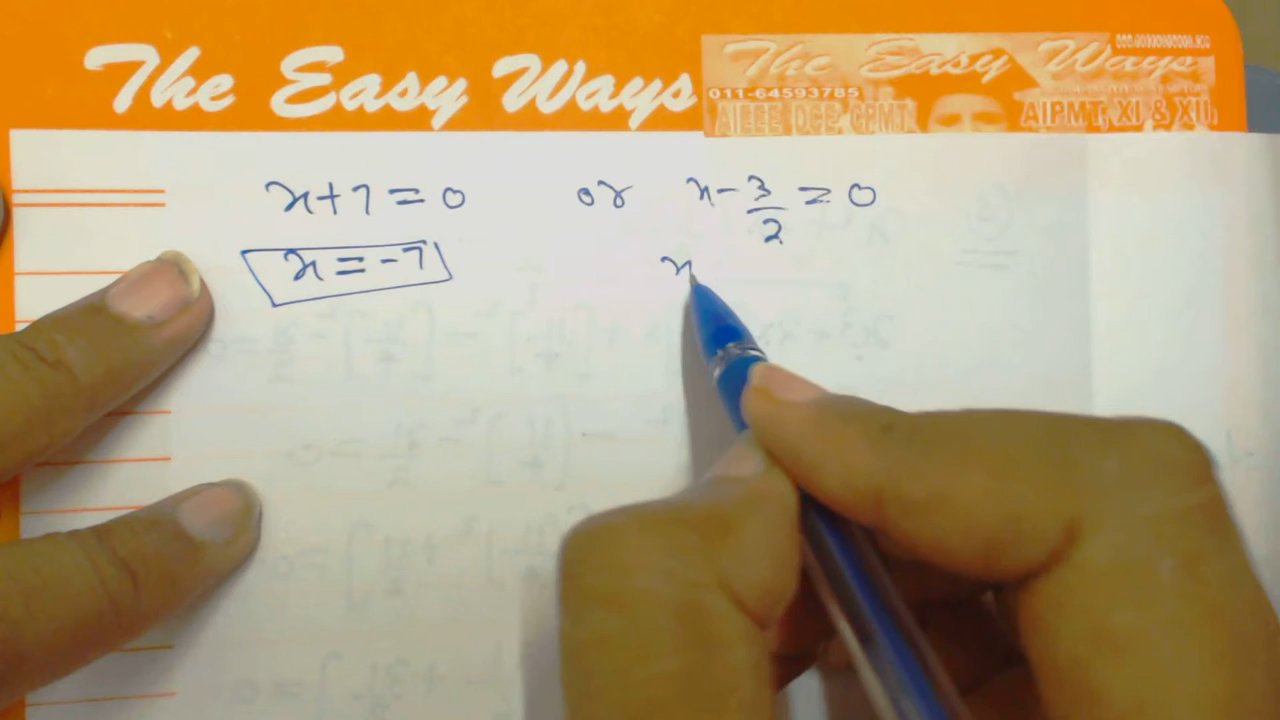 The Easy Ways
The Easy Ways
011-64593785
AIEEE DCE CPMT
AIPMT, XI & XII
x+7=0 or x-3/2=0
x=-7
x